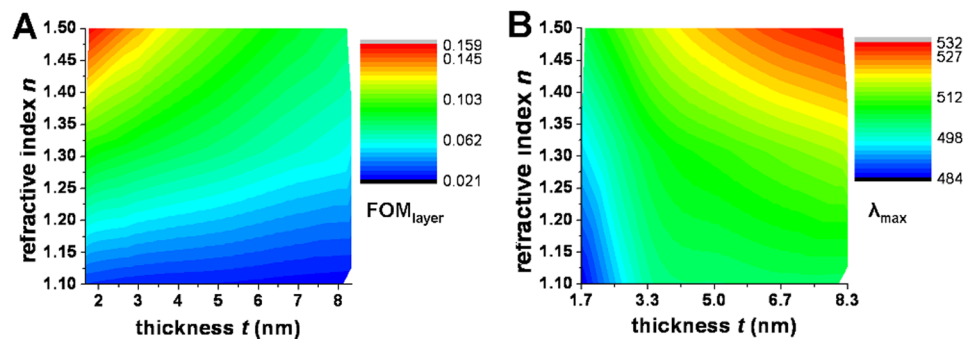 A
refractive index n
1.50
1.45
1.40
1.35
1.30
1.25
1.20
1.15
1.10
2 3 4 5 6 7 8
thickness t (nm)
0.159
0.145
0.103
0.062
0.021
FOMlayer
B
refractive index n
1.50
1.45
1.40
1.35
1.30
1.25
1.20
1.15
1.10
1.7 3.3 5.0 6.7 8.3
thickness t (nm)
532
527
512
498
484
λmax